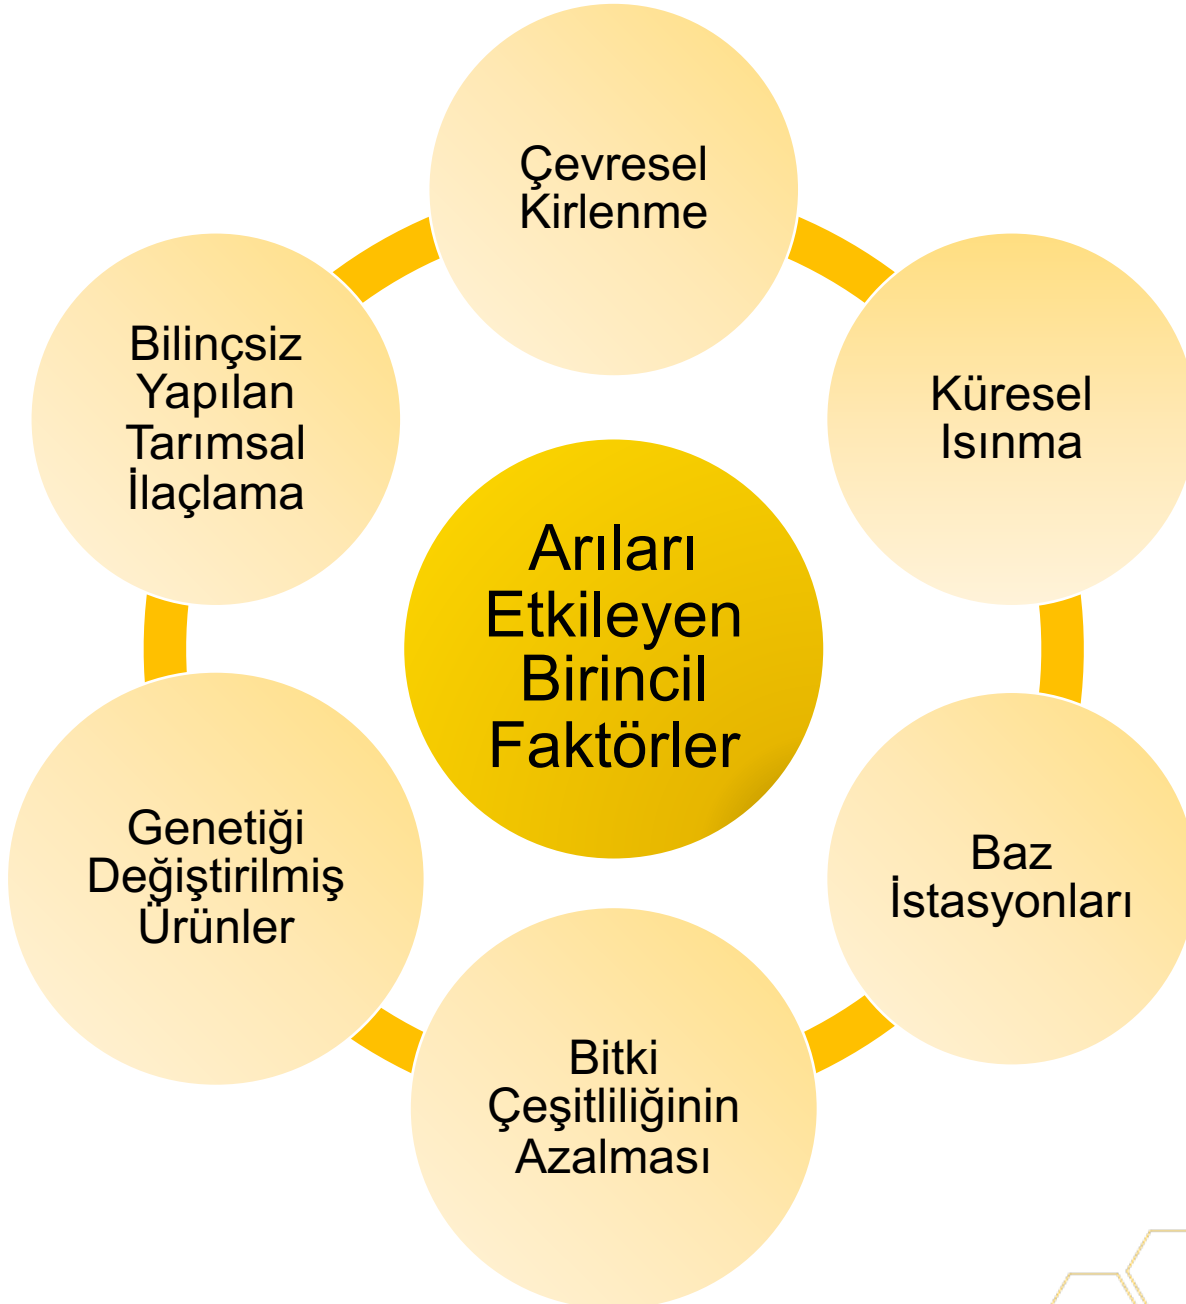 Çevresel
Kirlenme
Küresel
Isınma
Baz
İstasyonları
Bitki
Çeşitliliğinin
Azalması
Genetiği
Değiştirilmiş
Ürünler
Bilinçsiz
Yapılan
Tarımsal
İlaçlama
Arıları
Etkileyen
Birincil
Faktörler